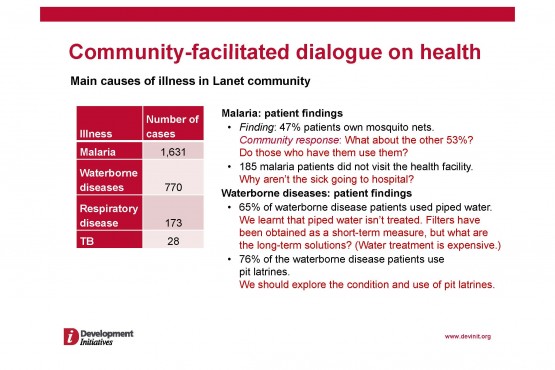 Community-facilitated dialogue on health
Main causes of illness in Lanet community
Illness Number of cases
Malaria 1,631
Waterborne diseases 770
Respiratory disease 173
TB 28
Malaria: patient findings
• Finding: 47% patients own mosquito nets.
Community response: What about the other 53%?
Do those who have them use them?
• 185 malaria patients did not visit the health facility.
Why aren't the sick going to hospital?
Waterborne diseases: patient findings
• 65% of waterborne disease patients used piped water.
We learnt that piped water isn't treated. Filters have
been obtained as a short-term measure, but what are
the long-term solutions? (Water treatment is expensive.)
• 76% of the waterborne disease patients use
pit latrines.
We should explore the condition and use of pit latrines.
Development
Initiatives
www.devinit.org